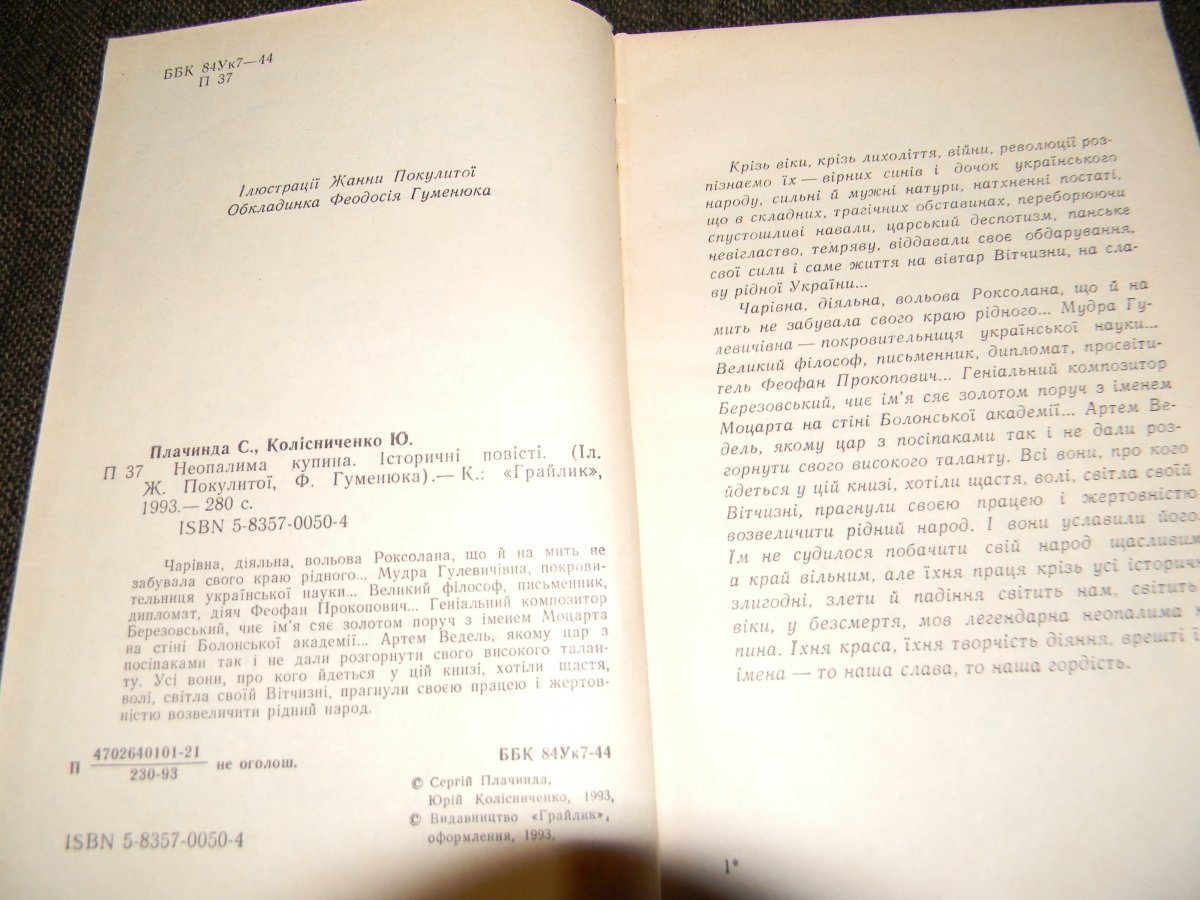 ББК 84Ук7—44
П 37
Ілюстрації Жанни Покулитої
Обкладинка Феодосія Гуменюка
Плачинда С., Колісниченко Ю.
П 37 Неопалима купина. Історичні повісті. (Іл.
Ж. Покулитої, Ф. Гуменюка).— К.: «Грайлик»,
1993.— 280 с.
ISBN 5-8357-0050-4
Чарівна, діяльна, вольова Роксолана, що й на мить не
забувала свого краю рідного... Мудра Гулевичівна, покрови-
тельниця української науки... Великий філософ, письменник,
дипломат, діяч Феофан Прокопович... Геніальний композитор
Березовський, чиє ім’я сяє золотом поруч з іменем Моцарта
на стіні Болонської академії... Артем Ведель, якому цар з
посіпаками так і не дали розгорнути свого високого талан-
ту. Усі вони, про кого йдеться у цій книзі, хотіли щастя,
волі, світла своїй Вітчизні, прагнули своєю працею і жертов-
ністю возвеличити рідний народ.
П 4702640101-21
230-93 не оголош.
ББК 84Ук7-44
© Сергій Плачинда,
Юрій Колісниченко, 1993,
© Видавництво «Грайлик»,
оформлення, 1993.
ISBN 5-8357-0050-4
Крізь віки, крізь лихоліття, війни, революції роз-
пізнаємо їх — вірних синів і дочок українського
народу, сильні й мужні натури, натхненні постаті,
що в складних, трагічних обставинах, переборюючи
спустошливі навали, царський деспотизм, панське
невігластво, темряву, віддавали своє обдарування,
свої сили і саме життя на вівтар Вітчизни, на сла-
ву рідної України...
Чарівна, діяльна, вольова Роксолана, що й на
мить не забувала свого краю рідного... Мудра Гу-
левичівна — покровительниця української науки...
Великий філософ, письменник, дипломат, просвіти-
тель Феофан Прокопович... Геніальний композитор
Березовський, чиє ім’я сяє золотом поруч з іменем
Моцарта на стіні Болонської академії... Артем Ве-
дель, якому цар з посіпаками так і не дали роз-
горнути свого високого таланту. Всі вони, про кого
йдеться у цій книзі, хотіли щастя, волі, світла своїй
Вітчизні, прагнули своєю працею і жертовністю
возвеличити рідний народ. І вони уславили його.
Їм не судилося побачити свій народ щасливим,
а край вільним, але їхня праця крізь усі історичні
злигодні, злети й падіння світить нам, світить
віки, у безсмертя, мов легендарна неопалима
пина. Їхня краса, їхня творчість діяння, врешті
імена — то наша слава, то наша гордість.
1*